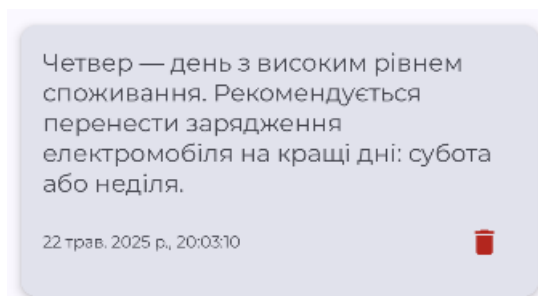 Четвер — день з високим рівнем
споживання. Рекомендується
перенести зарядження
електромобіля на кращі дні: субота
або неділя.
22 трав. 2025 р., 20:03:10